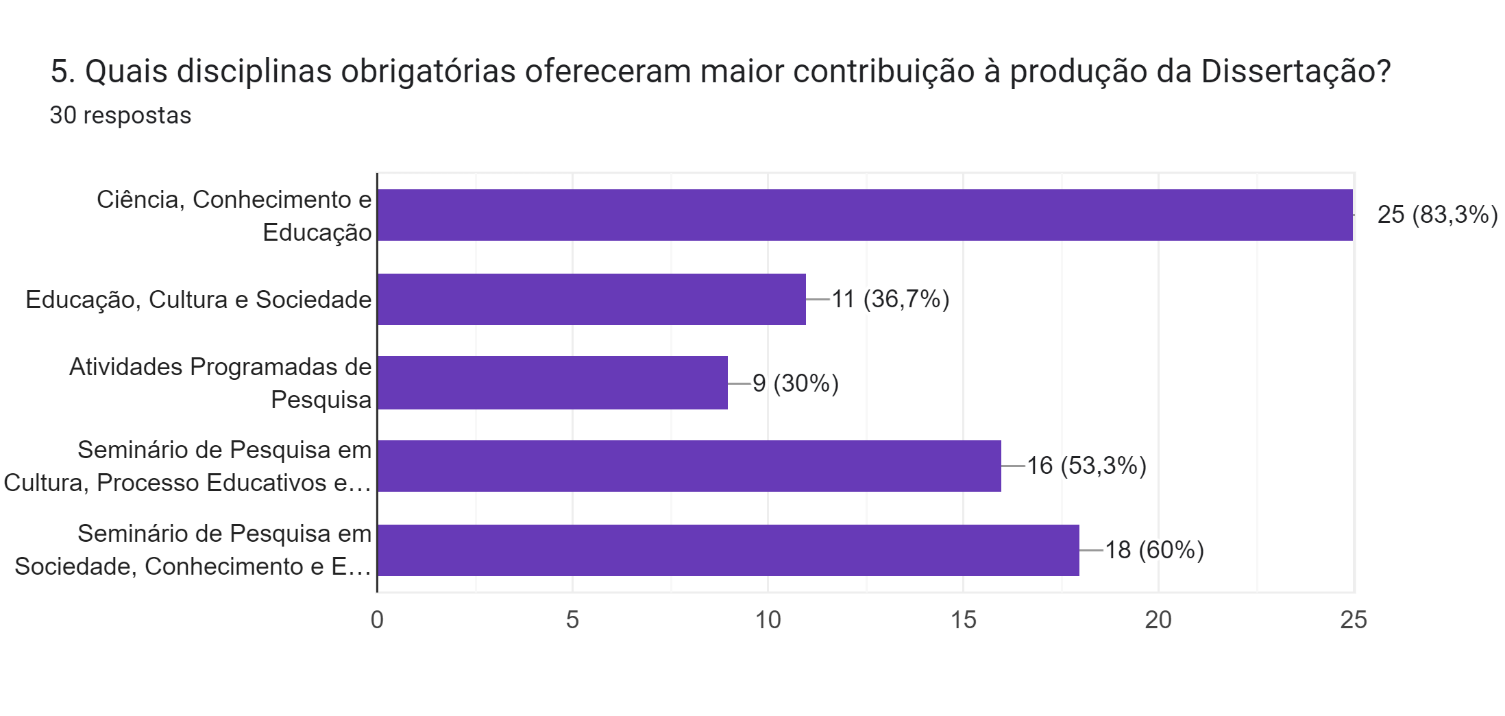 5. Quais disciplinas obrigatórias ofereceram maior contribuição à produção da Dissertação?
30 respostas
Ciência, Conhecimento e
Educação
25 (83,3%)
Educação, Cultura e Sociedade
11 (36,7%)
Atividades Programadas de
Pesquisa
9 (30%)
Seminário de Pesquisa em
Cultura, Processo Educativos e…
16 (53,3%)
Seminário de Pesquisa em
Sociedade, Conhecimento e E…
18 (60%)
0 5 10 15 20 25